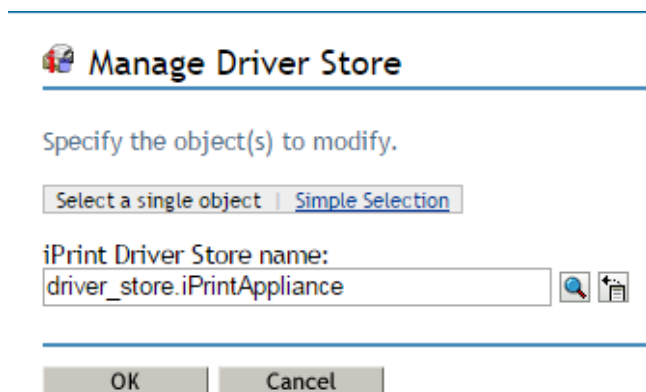 Manage Driver Store
Specify the object(s) to modify.
Select a single object | Simple Selection
iPrint Driver Store name:
driver_store.iPrintAppliance
OK Cancel